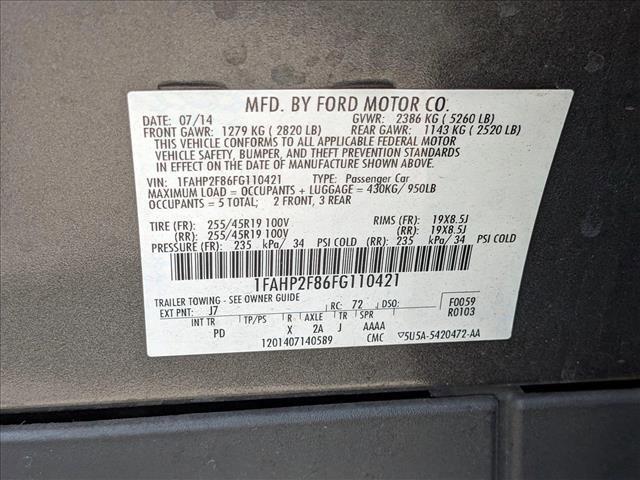 MFD. BY FORD MOTOR CO.
DATE: 07/14 GVWR: 2386 KG ( 5260 LB)
FRONT GAWR: 1279 KG ( 2820 LB) REAR GAWR: 1143 KG ( 2520 LB)
THIS VEHICLE CONFORMS TO ALL APPLICABLE FEDERAL MOTOR
VEHICLE SAFETY, BUMPER, AND THEFT PREVENTION STANDARDS
IN EFFECT ON THE DATE OF MANUFACTURE SHOWN ABOVE.
VIN: 1FAHP2F86FG110421 TYPE: Passenger Car
MAXIMUM LOAD = OCCUPANTS + LUGGAGE = 430KG/ 950LB
OCCUPANTS = 5 TOTAL; 2 FRONT, 3 REAR
TIRE (FR): 255/45R19 100V RIMS (FR): 19X8.5J
(RR): 255/45R19 100V (RR): 19X8.5J
PRESSURE (FR): 235 kPa/ 34 PSI COLD (RR): 235 kPa/ 34 PSI COLD
1FAHP2F86FG110421
TRAILER TOWING - SEE OWNER GUIDE
EXT PNT: J7 RC: 72 DSO: F0059
R0103
INT TR TP/PS R AXLE TR SPR
PD X 2A J AAAA
1201407140589 CMC ▽5U5A-5420472-AA